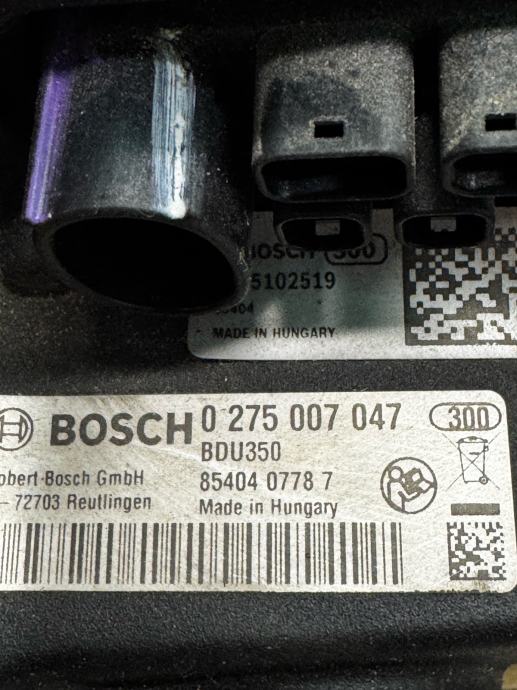 BOSCH 300
5102519
MADE IN HUNGARY
BOSCH 0 275 007 047 300
BDU350
obert Bosch GmbH 85404 0778 7
– 72703 Reutlingen Made in Hungary